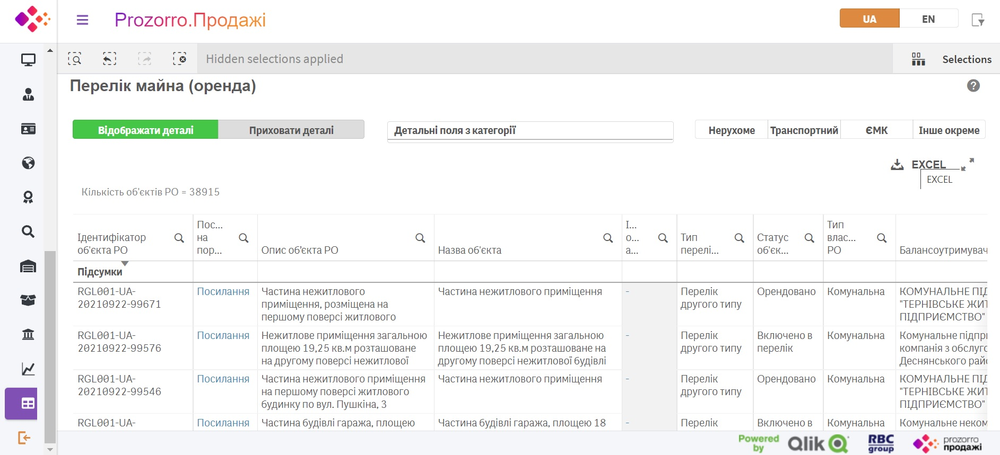 Prozorro.Продажі
UA
EN
Hidden selections applied
Selections
Перелік майна (оренда)
?
Відображати деталі
Приховати деталі
Детальні поля з категорії
Нерухоме
Транспортний
ЄМК
Інше окреме
EXCEL
EXCEL
Кількість об'єктів РО = 38915
Ідентифікатор
об'єкта РО
Пос...
на
пор...
Опис об'єкта РО
Назва об'єкта
І...
о...
а...
Тип
перелі...
Статус
об'єк...
Тип
влас...
РО
Балансоутримувач
Підсумки
RGL001-UA-
20210922-99671
Посилання
Частина нежитлового
приміщення, розміщена на
першому поверсі житлового
Частина нежитлового приміщення
-
Перелік
другого типу
Орендовано
Комунальна
КОМУНАЛЬНЕ ПІД
"ТЕРНІВСЬКЕ ЖИТ
ПІДПРИЄМСТВО"
RGL001-UA-
20210922-99576
Посилання
Нежитлове приміщення загальною
площею 19,25 кв.м розташоване
на другому поверсі нежитлової
Нежитлове приміщення загальною
площею 19,25 кв.м розташоване на
другому поверсі нежитлової будівлі
-
Перелік
другого типу
Включено в
перелік
Комунальна
Комунальне підпри
компанія з обслуго
Деснянського райо
RGL001-UA-
20210922-99546
Посилання
Частина нежитлового приміщення
на першому поверсі житлового
будинку по вул. Пушкіна, 3
Частина нежитлового приміщення
-
Перелік
другого типу
Орендовано
Комунальна
КОМУНАЛЬНЕ ПІД
"ТЕРНІВСЬКЕ ЖИТ
ПІДПРИЄМСТВО"
RGL001-UA-
Посилання
Частина будівлі гаража, площею
Частина будівлі гаража, площею 18
-
Перелік
Включено в
Комунальна
Комунальне неком
Powered
by
Qlik
RBC
group
prozorro
продажі